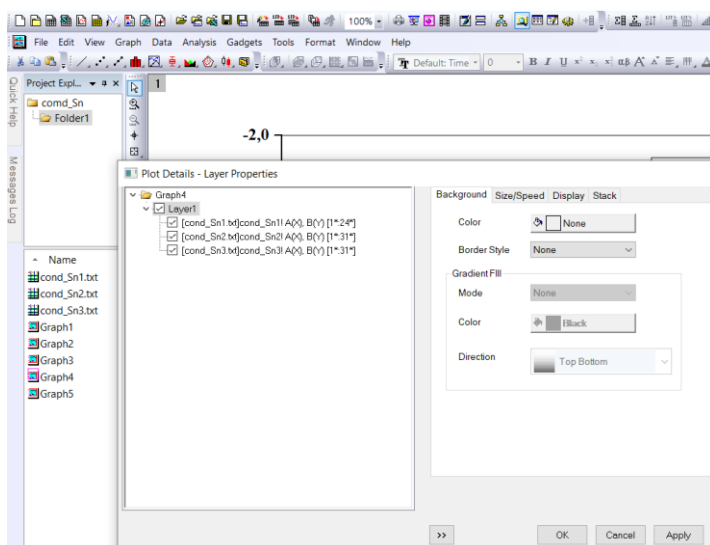 100%
File Edit View Graph Data Analysis Gadgets Tools Format Window Help
Default: Time 0 B I U x² x₂ αβ A A
Quick Help
Messages Log
Project Expl...
comd_Sn
Folder1
1
-2,0
Plot Details - Layer Properties
Graph4
Layer1
[cond_Sn1.txt]cond_Sn1! A(X), B(Y) [1*:24*]
[cond_Sn2.txt]cond_Sn2! A(X), B(Y) [1*:31*]
[cond_Sn3.txt]cond_Sn3! A(X), B(Y) [1*:31*]
Background Size/Speed Display Stack
Color None
Border Style None
Gradient Fill
Mode None
Color Black
Direction Top Bottom
Name
cond_Sn1.txt
cond_Sn2.txt
cond_Sn3.txt
Graph1
Graph2
Graph3
Graph4
Graph5
>> OK Cancel Apply